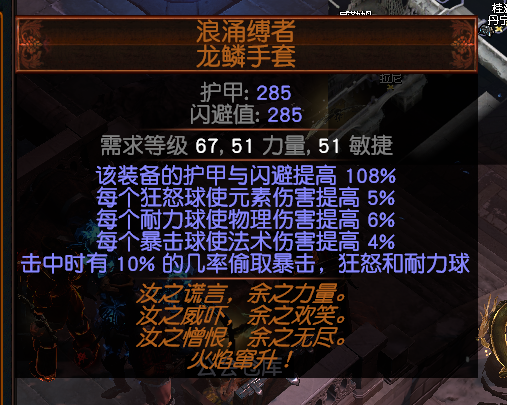 浪涌缚者
龙鳞手套
护甲: 285
闪避值: 285
需求等级 67, 51 力量, 51 敏捷
该装备的护甲与闪避提高 108%
每个狂怒球使元素伤害提高 5%
每个耐力球使物理伤害提高 6%
每个暴击球使法术伤害提高 4%
击中时有 10% 的几率偷取暴击，狂怒和耐力球
汝之谎言，余之力量。
汝之威吓，余之欢笑。
汝之憎恨，余之无尽。
火焰窜升！